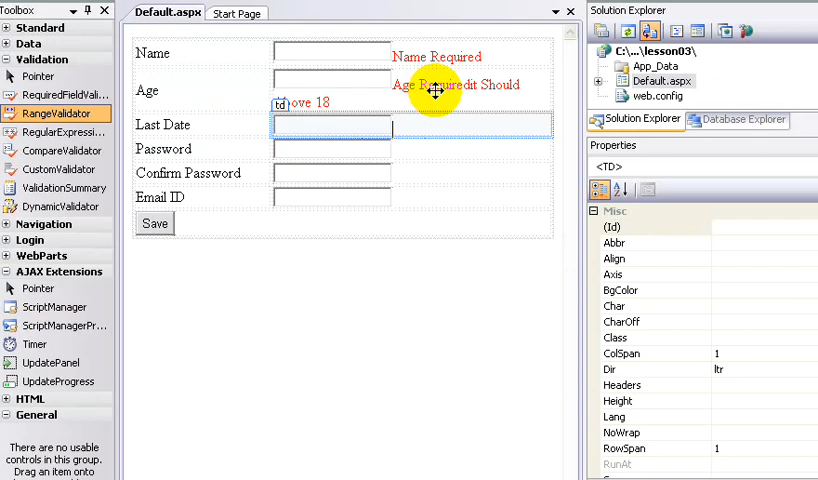 Toolbox
Standard
Data
Validation
Pointer
RequiredFieldVali...
RangeValidator
RegularExpressi...
CompareValidator
CustomValidator
ValidationSummary
DynamicValidator
Navigation
Login
WebParts
AJAX Extensions
Pointer
ScriptManager
ScriptManagerPr...
Timer
UpdatePanel
UpdateProgress
HTML
General
There are no usable
controls in this group.
Drag an item onto
Default.aspx
Start Page
Name
Name Required
Age
Age Requiredit Should
td
ove 18
Last Date
Password
Confirm Password
Email ID
Save
Solution Explorer
C:\...\lesson03\
App_Data
Default.aspx
web.config
Solution Explorer
Database Explorer
Properties
<TD>
Misc
(Id)
Abbr
Align
Axis
BgColor
Char
CharOff
Class
ColSpan 1
Dir ltr
Headers
Height
Lang
NoWrap
RowSpan 1
RunAt